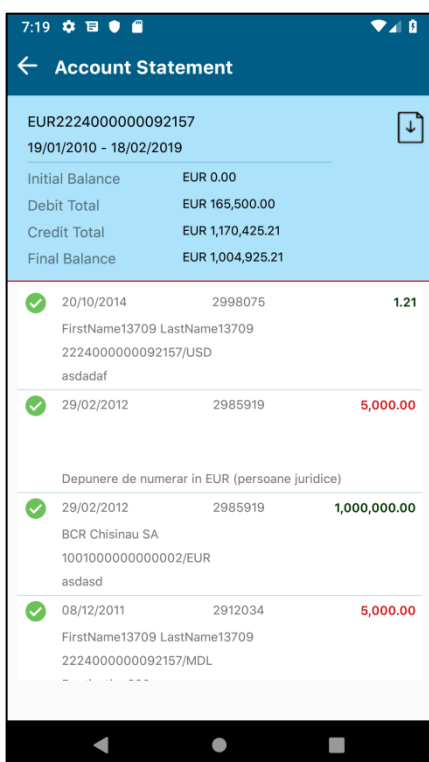 7:19
Account Statement
EUR2224000000092157
19/01/2010 - 18/02/2019
Initial Balance EUR 0.00
Debit Total EUR 165,500.00
Credit Total EUR 1,170,425.21
Final Balance EUR 1,004,925.21
20/10/2014 2998075 1.21
FirstName13709 LastName13709
2224000000092157/USD
asdadaf
29/02/2012 2985919 5,000.00
Depunere de numerar in EUR (persoane juridice)
29/02/2012 2985919 1,000,000.00
BCR Chisinau SA
1001000000000002/EUR
asdasd
08/12/2011 2912034 5,000.00
FirstName13709 LastName13709
2224000000092157/MDL